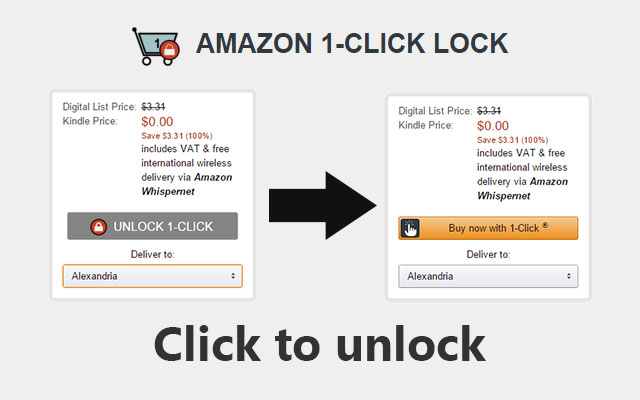 1
AMAZON 1-CLICK LOCK
Digital List Price: $3.31
Kindle Price: $0.00
Save $3.31 (100%)
includes VAT & free
international wireless
delivery via Amazon
Whispernet
UNLOCK 1-CLICK
Deliver to:
Alexandria
Digital List Price: $3.31
Kindle Price: $0.00
Save $3.31 (100%)
includes VAT & free
international wireless
delivery via Amazon
Whispernet
Buy now with 1-Click ®
Deliver to:
Alexandria
Click to unlock